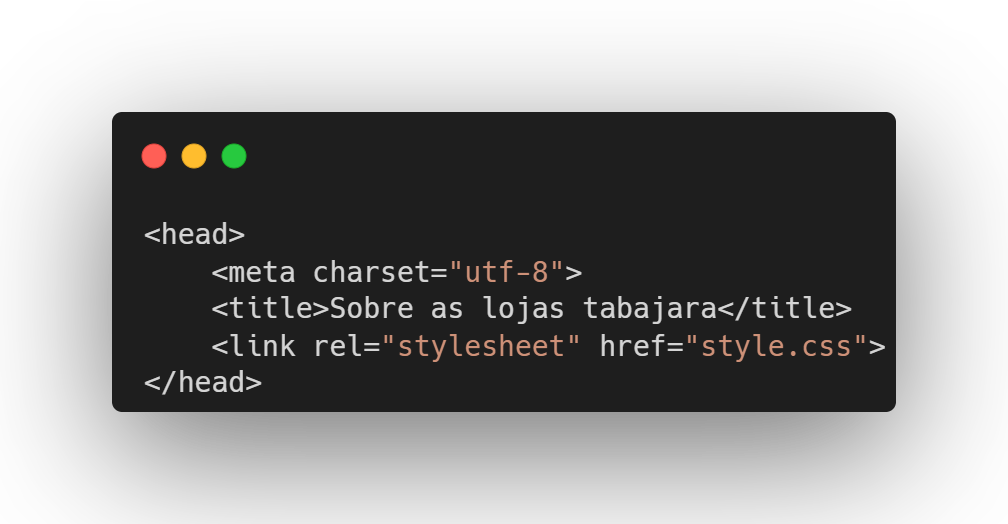 <head>
    <meta charset="utf-8">
    <title>Sobre as lojas tabajara</title>
    <link rel="stylesheet" href="style.css">
</head>